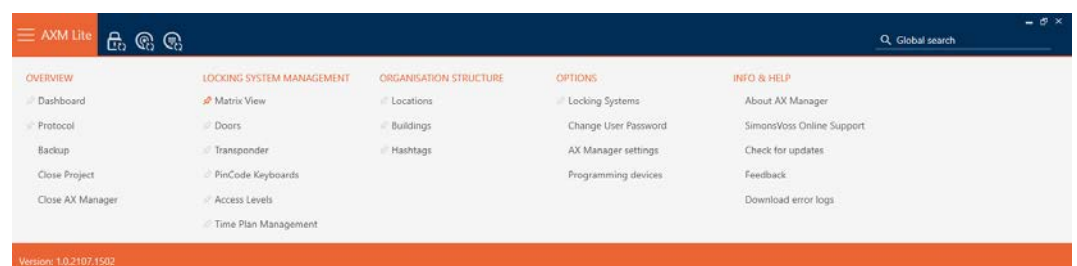 AXM Lite
Global search
OVERVIEW
Dashboard
Protocol
Backup
Close Project
Close AX Manager
LOCKING SYSTEM MANAGEMENT
Matrix View
Doors
Transponder
PinCode Keyboards
Access Levels
Time Plan Management
ORGANISATION STRUCTURE
Locations
Buildings
Hashtags
OPTIONS
Locking Systems
Change User Password
AX Manager settings
Programming devices
INFO & HELP
About AX Manager
SimonsVoss Online Support
Check for updates
Feedback
Download error logs
Version: 1.0.2107.1502